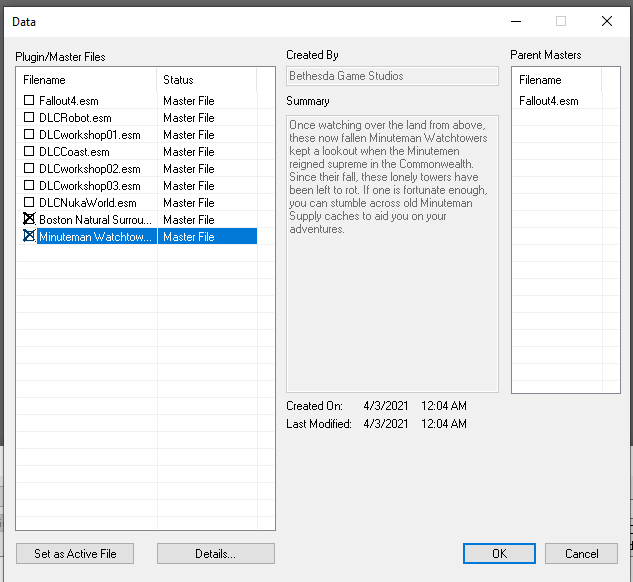 Data
Plugin/Master Files
Filename Status
Fallout4.esm Master File
DLCRobot.esm Master File
DLCworkshop01.esm Master File
DLCCoast.esm Master File
DLCworkshop02.esm Master File
DLCworkshop03.esm Master File
DLCNukaWorld.esm Master File
Boston Natural Surrou... Master File
Minuteman Watchtow... Master File
Created By
Bethesda Game Studios
Summary
Once watching over the land from above,
these now fallen Minuteman Watchtowers
kept a lookout when the Minutemen
reigned supreme in the Commonwealth.
Since their fall, these lonely towers have
been left to rot. If one is fortunate enough,
you can stumble across old Minuteman
Supply caches to aid you on your
adventures.
Created On: 4/3/2021 12:04 AM
Last Modified: 4/3/2021 12:04 AM
Parent Masters
Filename
Fallout4.esm
Set as Active File Details... OK Cancel